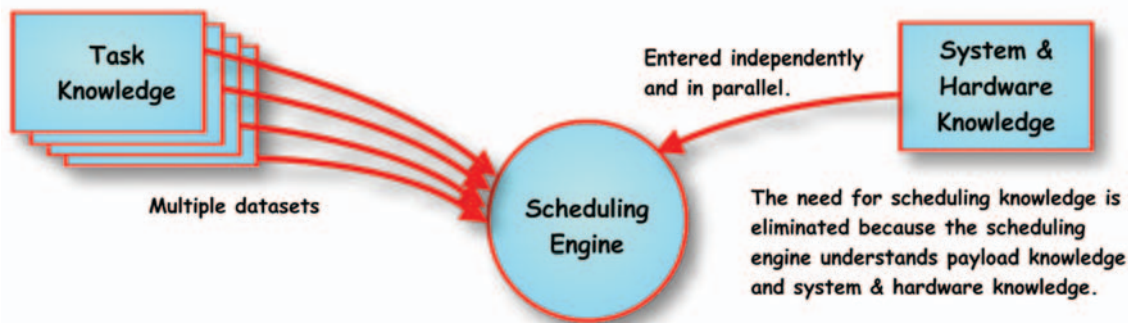 Task
Knowledge
Multiple datasets
Scheduling
Engine
Entered independently
and in parallel.
System &
Hardware
Knowledge
The need for scheduling knowledge is
eliminated because the scheduling
engine understands payload knowledge
and system & hardware knowledge.